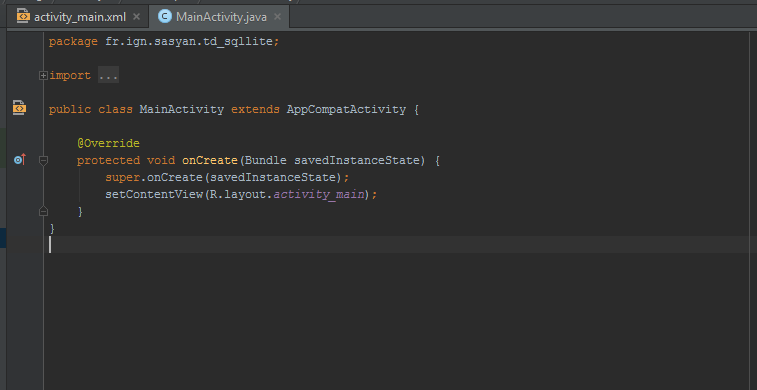 activity_main.xml
MainActivity.java
package fr.ign.sasyan.td_sqllite;
import ...
public class MainActivity extends AppCompatActivity {
@Override
protected void onCreate(Bundle savedInstanceState) {
super.onCreate(savedInstanceState);
setContentView(R.layout.activity_main);
}
}